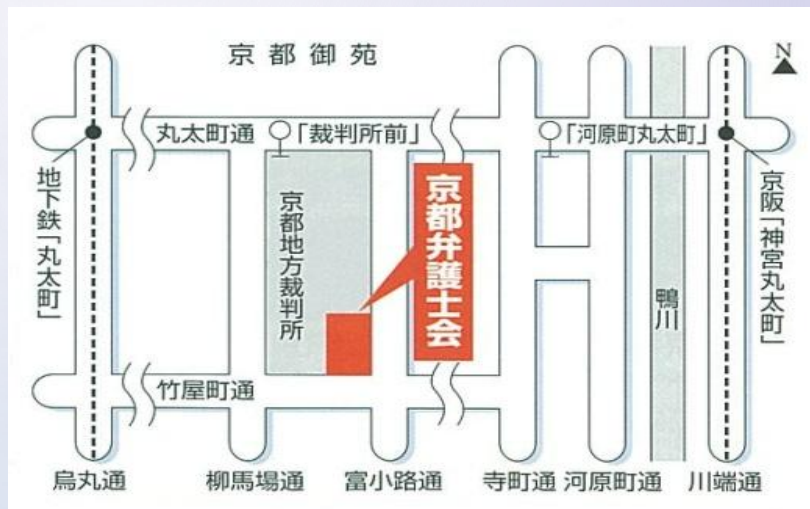 京都御苑
N
丸太町通
「裁判所前」
「河原町丸太町」
地下鉄「丸太町」
京都地方裁判所
京都弁護士会
鴨川
京阪「神宮丸太町」
竹屋町通
烏丸通
柳馬場通
富小路通
寺町通
河原町通
川端通